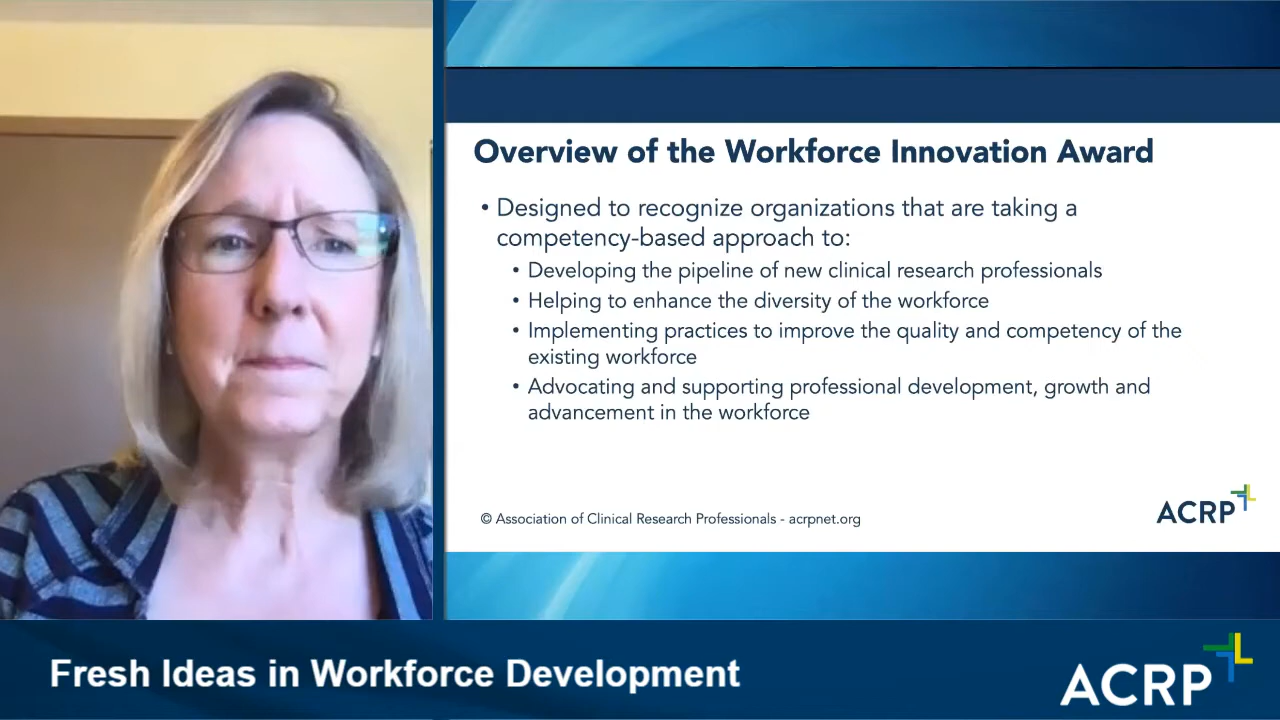 Overview of the Workforce Innovation Award
• Designed to recognize organizations that are taking a
competency-based approach to:
• Developing the pipeline of new clinical research professionals
• Helping to enhance the diversity of the workforce
• Implementing practices to improve the quality and competency of the
existing workforce
• Advocating and supporting professional development, growth and
advancement in the workforce
© Association of Clinical Research Professionals - acrpnet.org
ACRP
Fresh Ideas in Workforce Development
ACRP